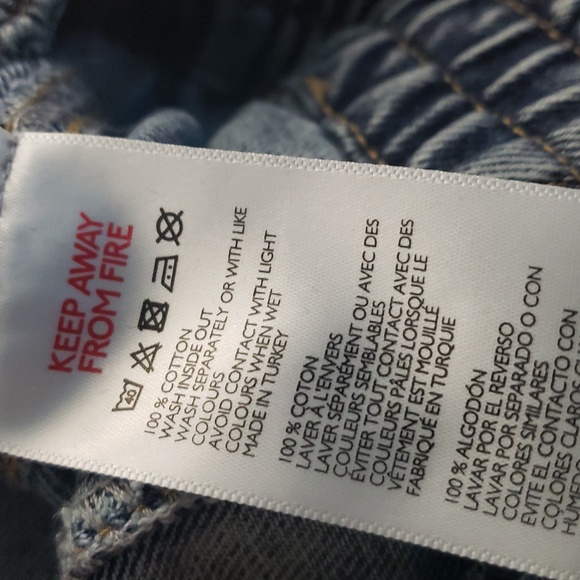 KEEP AWAY
FROM FIRE
40
100 % COTTON
WASH INSIDE OUT
WASH SEPARATELY OR WITH LIKE
COLOURS
AVOID CONTACT WITH LIGHT
COLOURS WHEN WET
MADE IN TURKEY
100 % COTON
LAVER À L'ENVERS
LAVER SÉPARÉMENT OU AVEC DES
COULEURS SEMBLABLES
EVITER TOUT CONTACT AVEC DES
COULEURS PÂLES LORSQUE LE
VÊTEMENT EST MOUILLÉ
FABRIQUÉ EN TURQUIE
100 % ALGODÓN
LAVAR POR EL REVERSO
LAVAR POR SEPARADO O CON
COLORES SIMILARES
EVITE EL CONTACTO CON
COLORES CLAROS